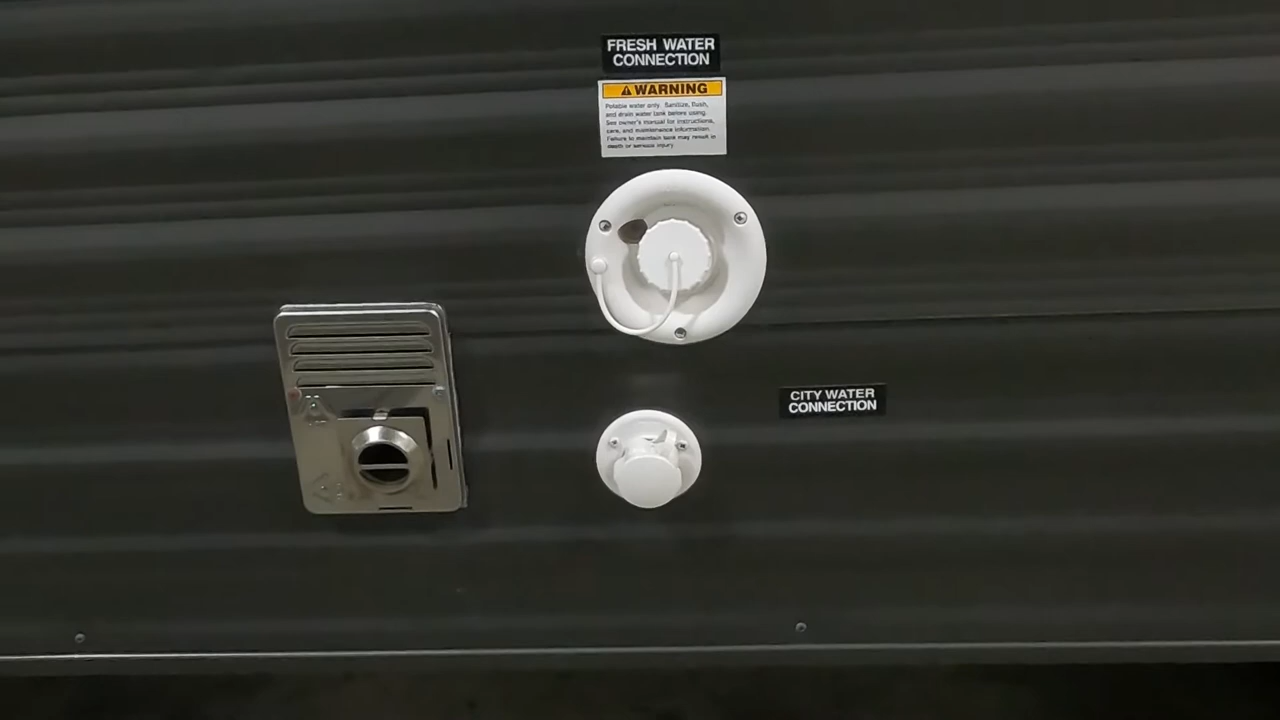 FRESH WATER
CONNECTION
WARNING
Potable water only. Sanitize, flush,
and drain water tank before using.
See owner's manual for instructions,
care, and maintenance information.
Failure to maintain tank may result in
death or serious injury
CITY WATER
CONNECTION